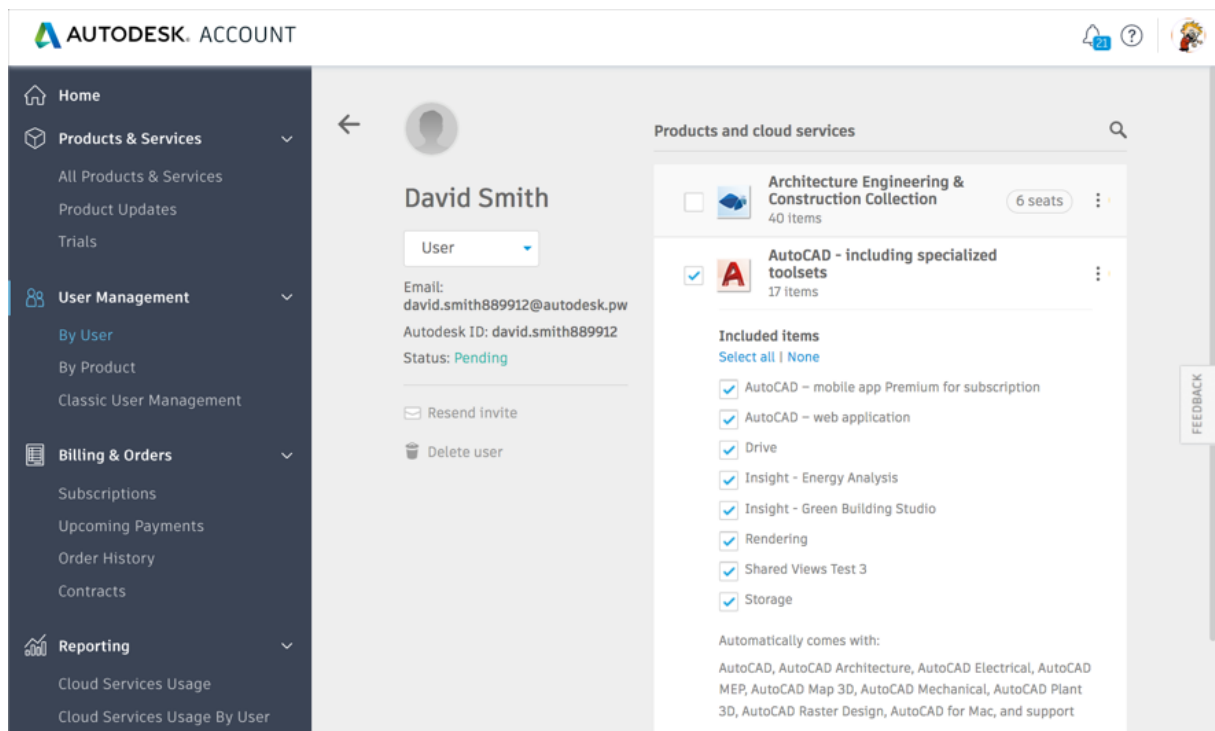 AUTODESK. ACCOUNT
21
?
Home
Products & Services
All Products & Services
Product Updates
Trials
User Management
By User
By Product
Classic User Management
Billing & Orders
Subscriptions
Upcoming Payments
Order History
Contracts
Reporting
Cloud Services Usage
Cloud Services Usage By User
David Smith
User
Email:
david.smith889912@autodesk.pw
Autodesk ID: david.smith889912
Status: Pending
Resend invite
Delete user
Products and cloud services
Architecture Engineering &
Construction Collection
40 items
6 seats
AutoCAD - including specialized
toolsets
17 items
Included items
Select all | None
AutoCAD – mobile app Premium for subscription
AutoCAD – web application
Drive
Insight - Energy Analysis
Insight - Green Building Studio
Rendering
Shared Views Test 3
Storage
Automatically comes with:
AutoCAD, AutoCAD Architecture, AutoCAD Electrical, AutoCAD
MEP, AutoCAD Map 3D, AutoCAD Mechanical, AutoCAD Plant
3D, AutoCAD Raster Design, AutoCAD for Mac, and support
FEEDBACK